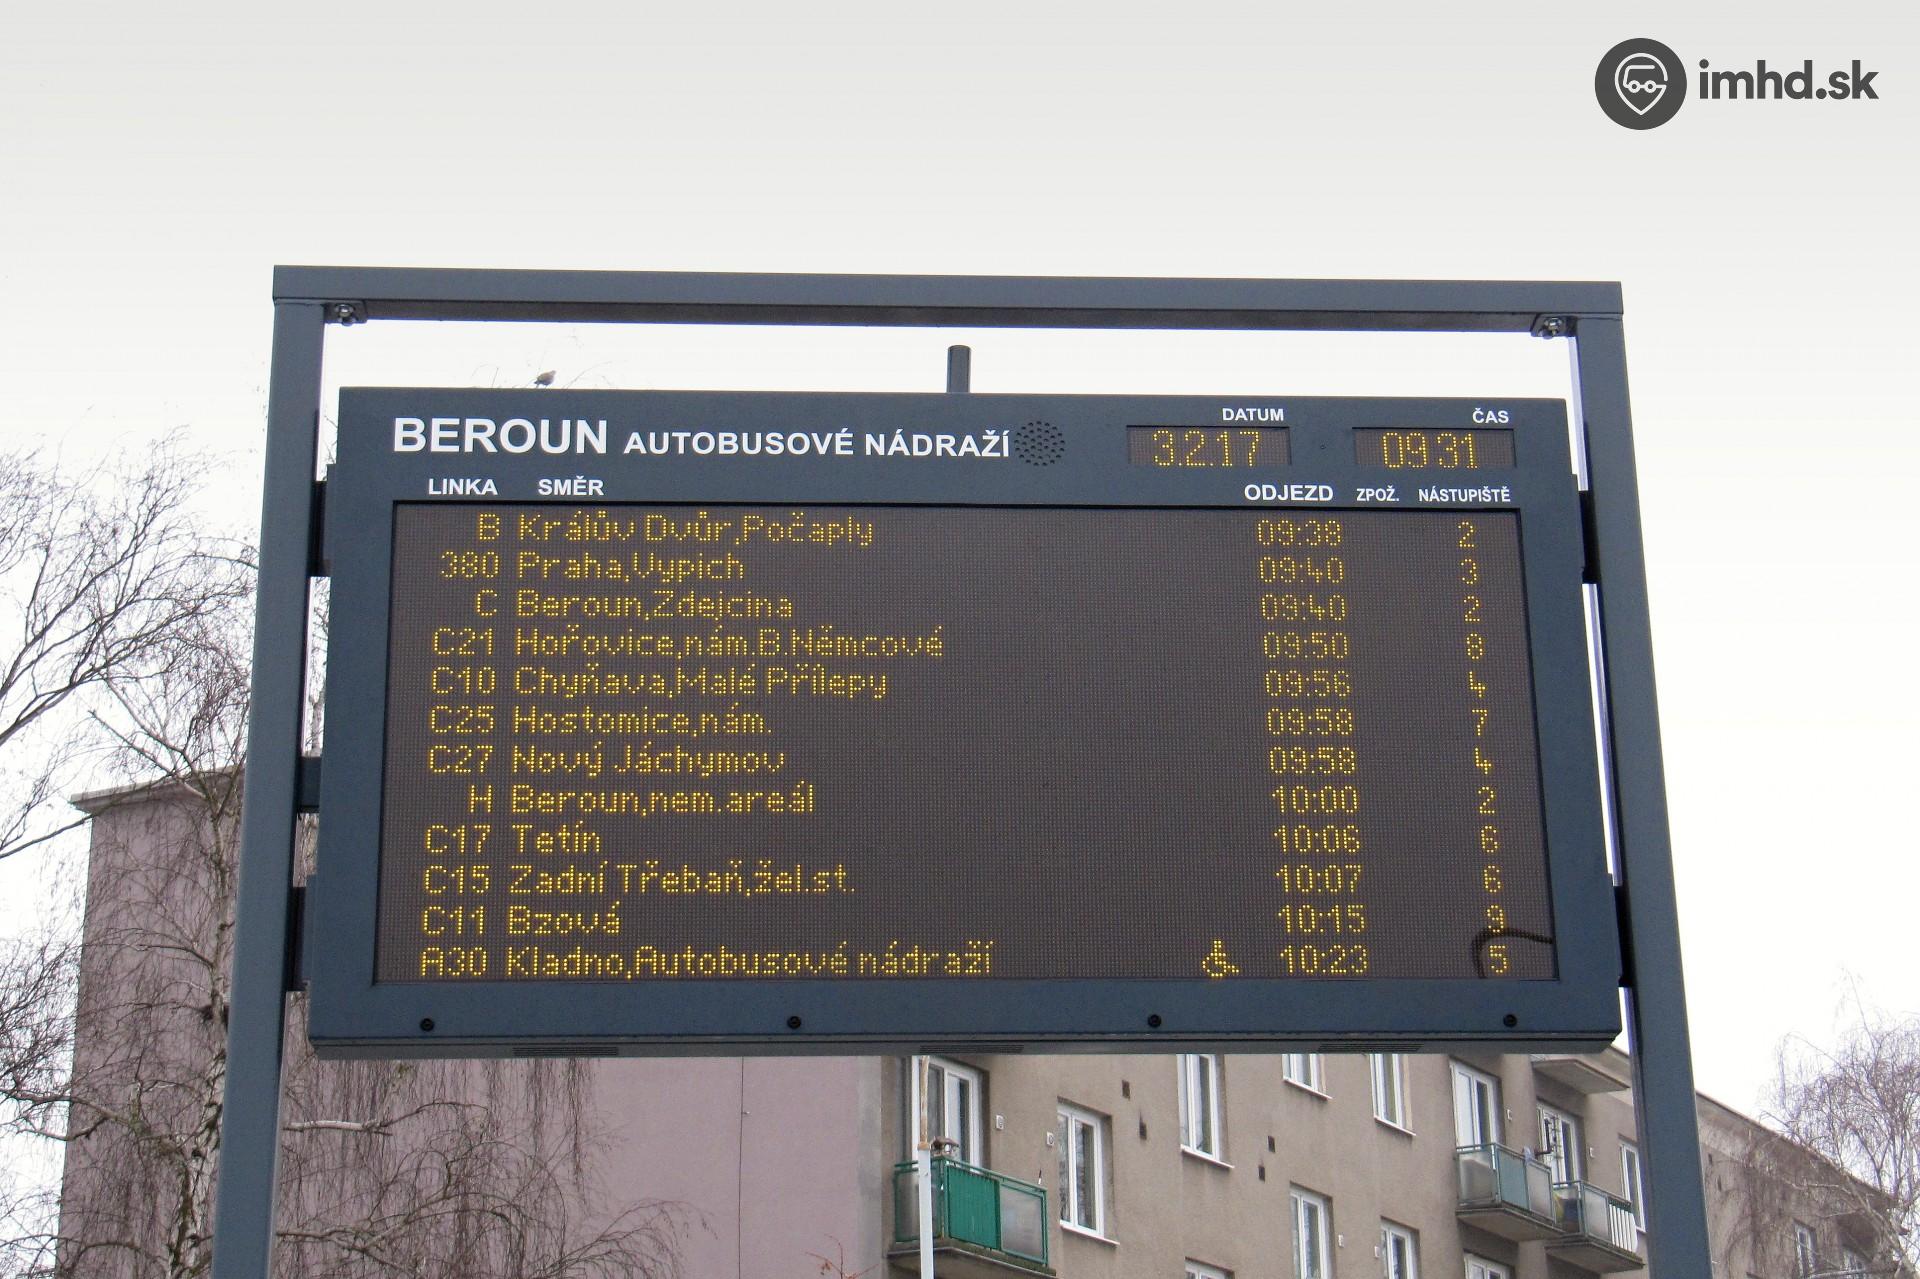 imhd.sk
DATUM ČAS
BEROUN AUTOBUSOVÉ NÁDRAŽÍ 3.2.17 09 31
LINKA SMĚR ODJEZD ZPOŽ. NÁSTUPIŠTĚ
B Králův Dvůr,Počaply 09:38 2
380 Praha,Vypich 09:40 3
C Beroun,Zdejcina 09:40 2
C21 Hořovice,nám.B.Němcové 09:50 8
C10 Chyňava,Malé Přílepy 09:56 4
C25 Hostomice,nám. 09:58 7
C27 Nový Jáchymov 09:58 4
H Beroun,nem.areál 10:00 2
C17 Tetín 10:06 6
C15 Zadní Třebaň,žel.st. 10:07 6
C11 Bzová 10:15 9
A30 Kladno,Autobusové nádraží 10:23 5